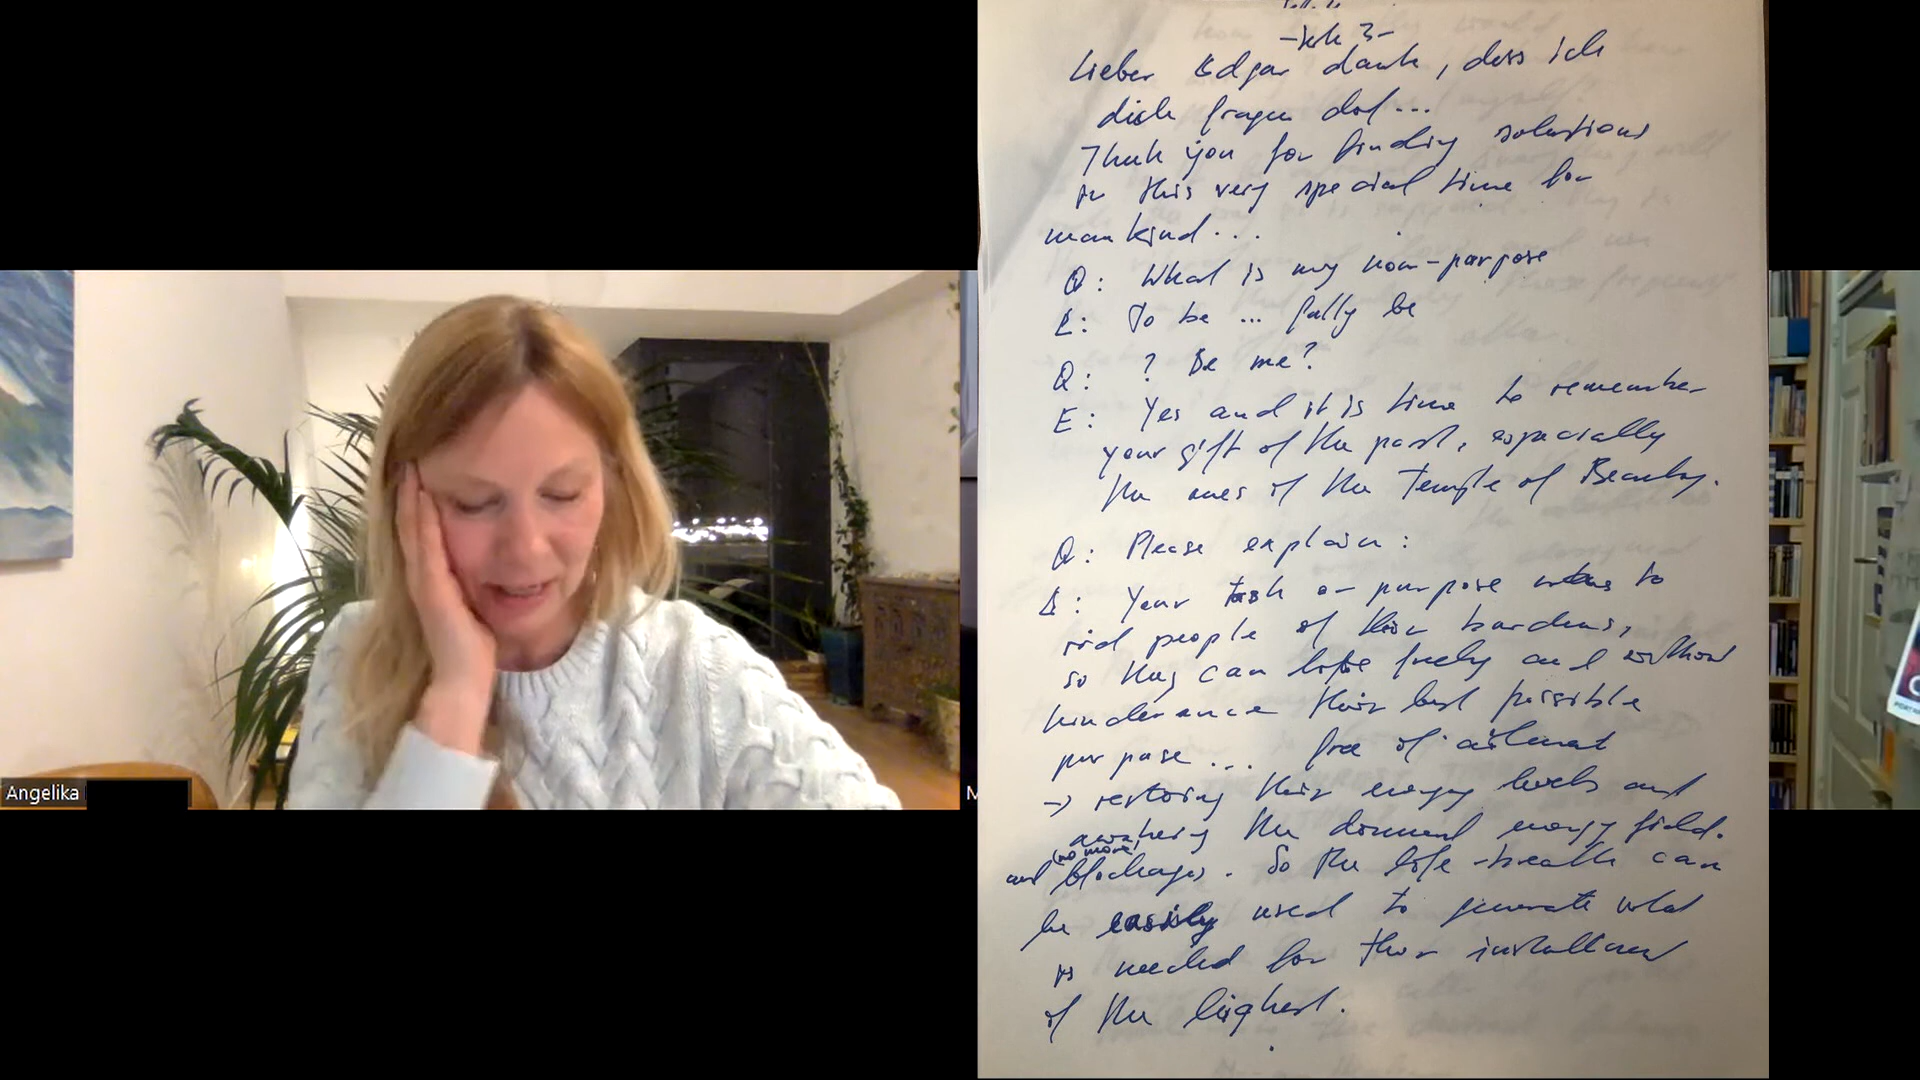 Lieber Edgar danke, dass ich
dich fragen darf...
Thank you for finding solutions
in this very special time for
mankind...
Q: What is my now-purpose
E: To be ... fully be
Q: ? Be me?
E: Yes and it is time to remember
your gift of the past, especially
the ones of the Temple of Beauty.
Q: Please explain:
E: Your task or purpose was to
rid people of their burdens,
so they can life freely and without
hinderance their best possible
purpose ... free of
-> restoring their energy levels and
awakening the dormant energy field.
and (no more) blockages. So the life-breath can
be easily used to generate what
is needed for their
of the highest.
Angelika
M